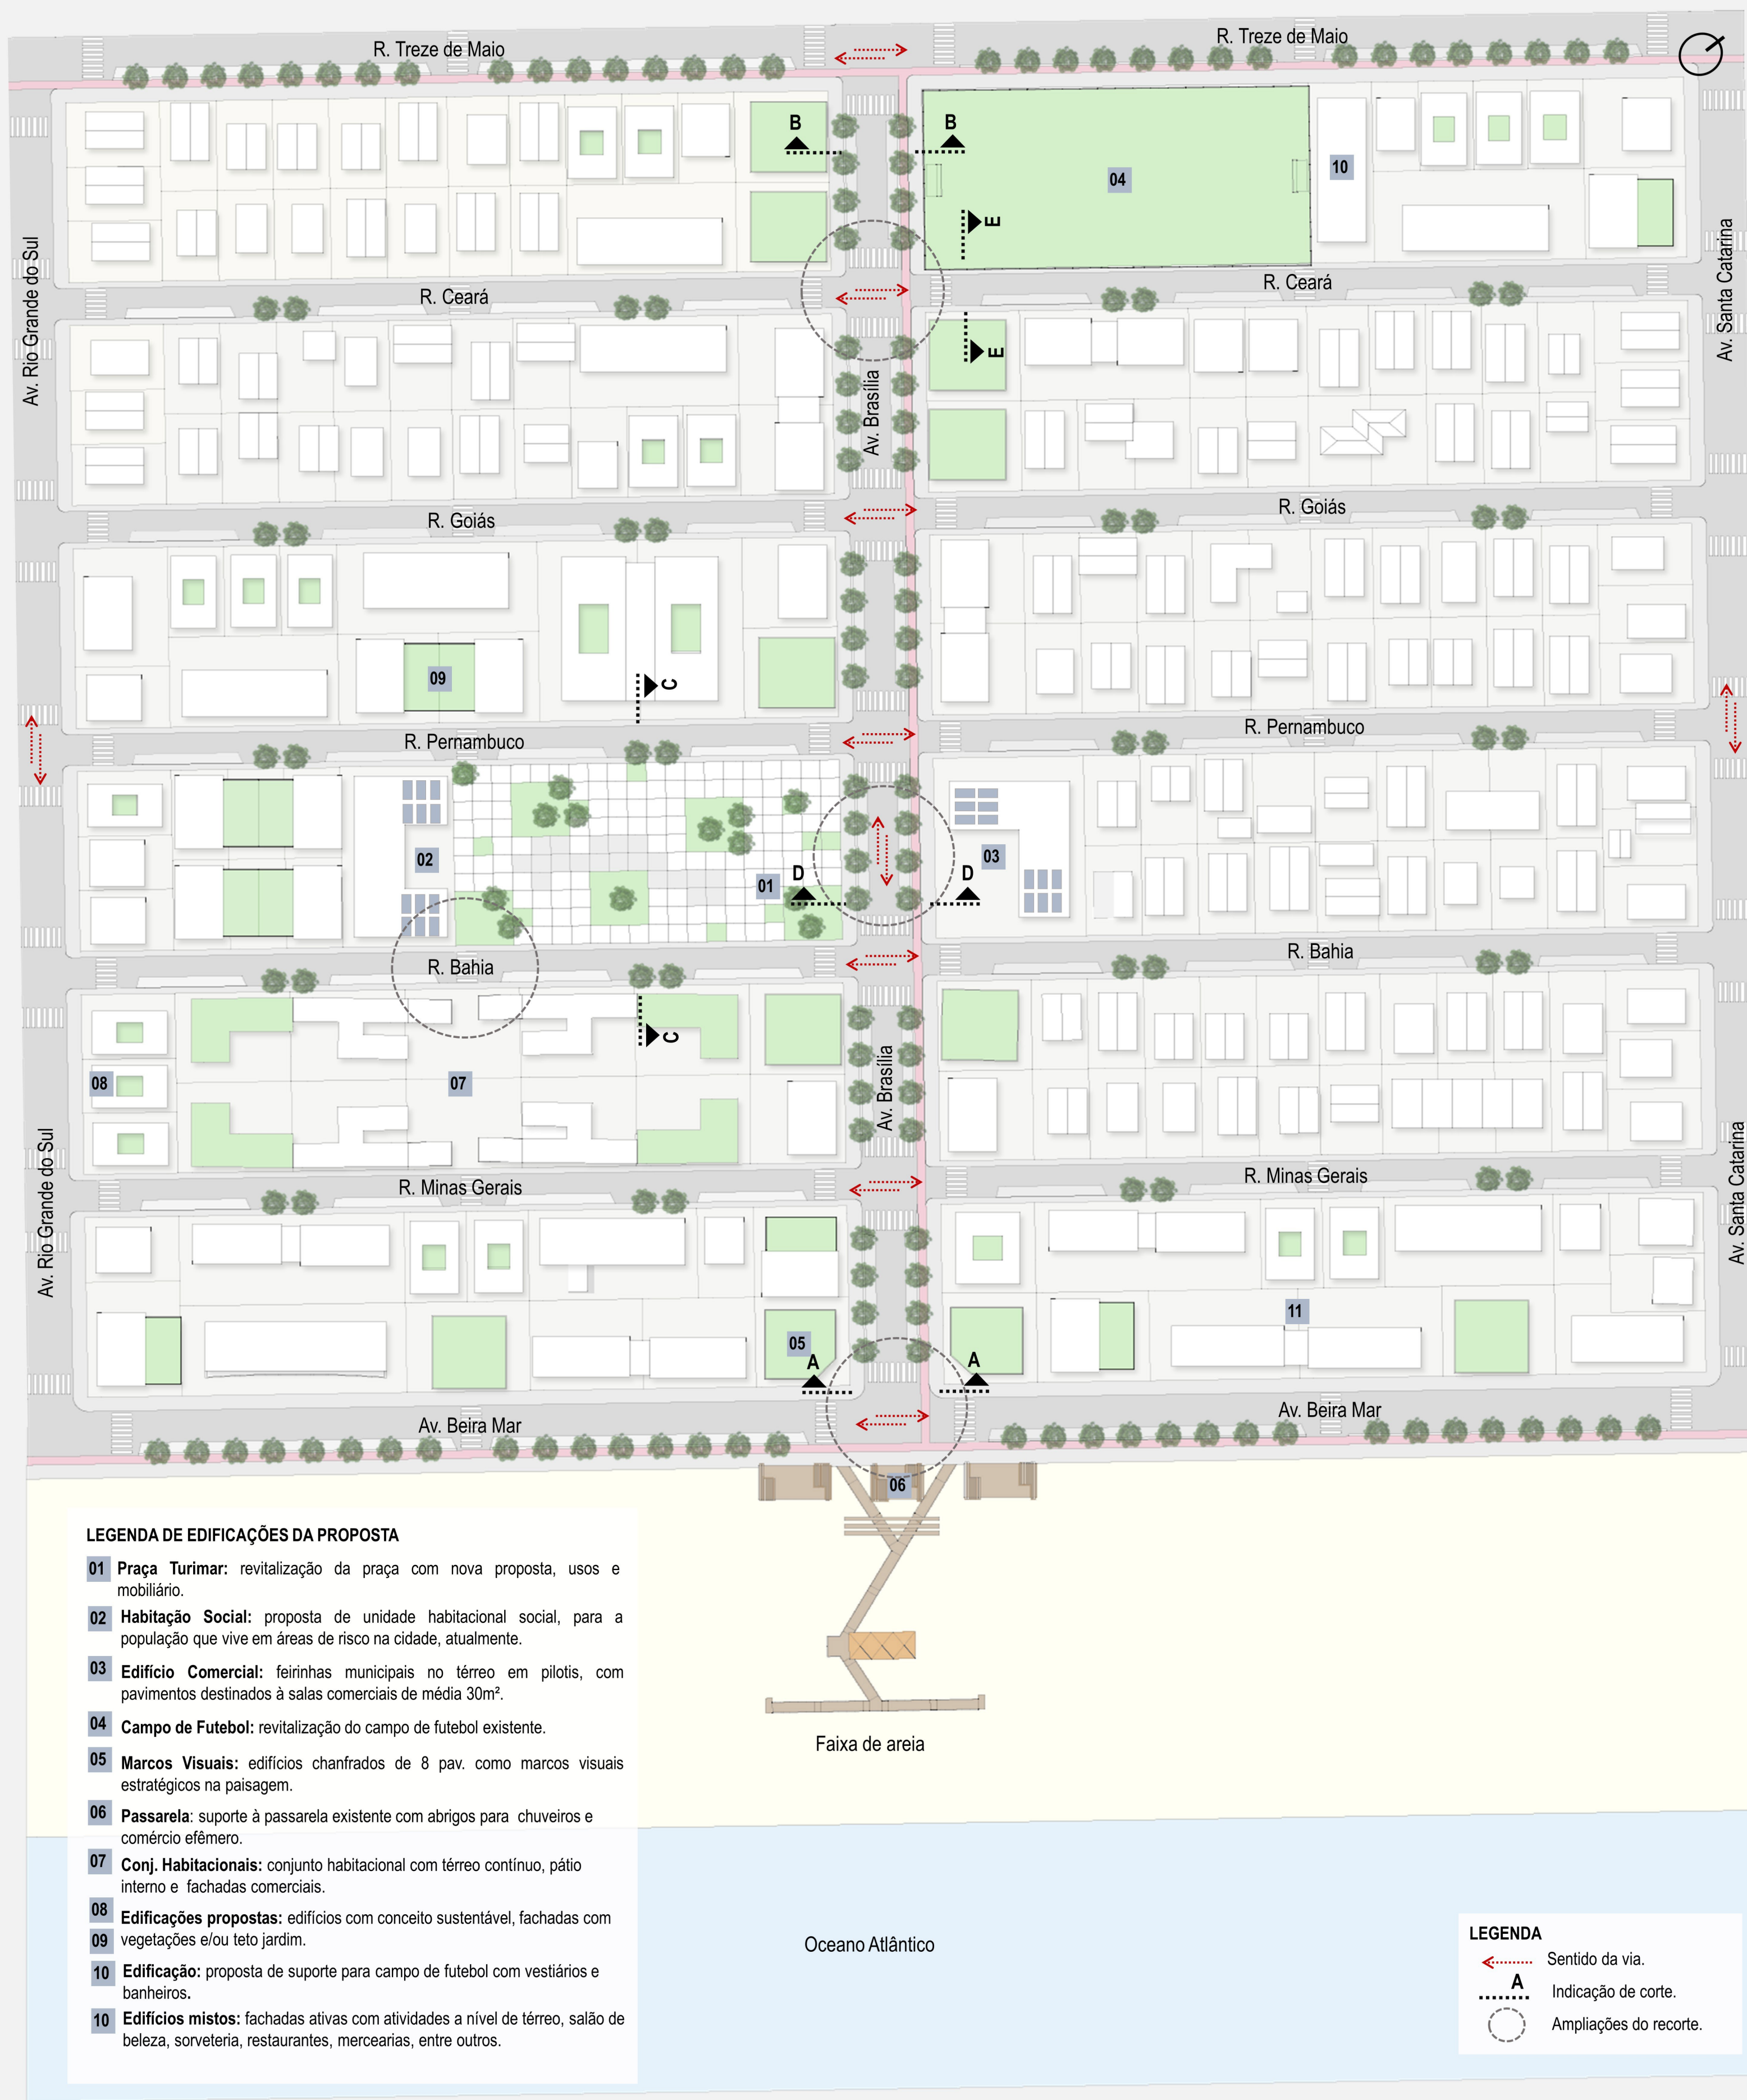 R. Treze de Maio
R. Treze de Maio
B
B
04
10
E
Av. Rio Grande do Sul
Av. Santa Catarina
R. Ceará
R. Ceará
E
Av. Brasília
R. Goiás
R. Goiás
09
C
R. Pernambuco
R. Pernambuco
02
03
01
D
D
R. Bahia
R. Bahia
C
08
07
Av. Brasília
Av. Rio Grande do Sul
Av. Santa Catarina
R. Minas Gerais
R. Minas Gerais
11
05
A
A
Av. Beira Mar
Av. Beira Mar
06
Faixa de areia
Oceano Atlântico
LEGENDA DE EDIFICAÇÕES DA PROPOSTA
01 Praça Turimar: revitalização da praça com nova proposta, usos e
mobiliário.
02 Habitação Social: proposta de unidade habitacional social, para a
população que vive em áreas de risco na cidade, atualmente.
03 Edifício Comercial: feirinhas municipais no térreo em pilotis, com
pavimentos destinados à salas comerciais de média 30m².
04 Campo de Futebol: revitalização do campo de futebol existente.
05 Marcos Visuais: edifícios chanfrados de 8 pav. como marcos visuais
estratégicos na paisagem.
06 Passarela: suporte à passarela existente com abrigos para chuveiros e
comércio efêmero.
07 Conj. Habitacionais: conjunto habitacional com térreo contínuo, pátio
interno e fachadas comerciais.
08 Edificações propostas: edifícios com conceito sustentável, fachadas com
09 vegetações e/ou teto jardim.
10 Edificação: proposta de suporte para campo de futebol com vestiários e
banheiros.
10 Edifícios mistos: fachadas ativas com atividades a nível de térreo, salão de
beleza, sorveteria, restaurantes, mercearias, entre outros.
LEGENDA
Sentido da via.
A Indicação de corte.
Ampliações do recorte.